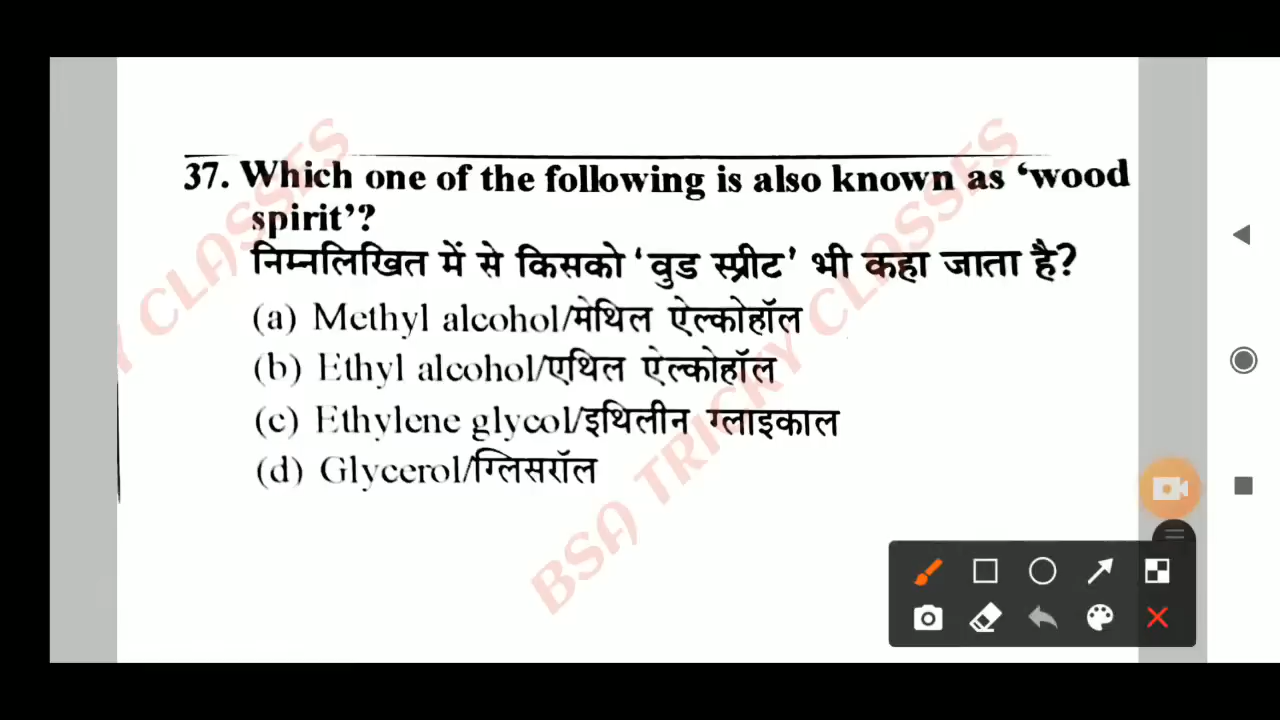 37. Which one of the following is also known as ‘wood
spirit’?
निम्नलिखित में से किसको ‘वुड स्प्रीट’ भी कहा जाता है?
(a) Methyl alcohol/मेथिल ऐल्कोहॉल
(b) Ethyl alcohol/एथिल ऐल्कोहॉल
(c) Ethylene glycol/इथिलीन ग्लाइकाल
(d) Glycerol/ग्लिसरॉल
Y CLASSES
BSA TRICKY CLASSES